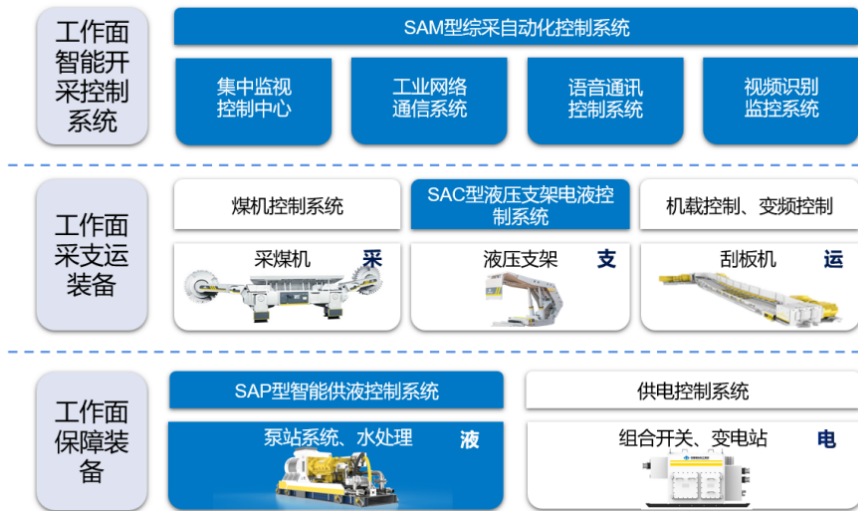 工作面
智能开
采控制
系统
SAM型综采自动化控制系统
集中监视
控制中心
工业网络
通信系统
语音通讯
控制系统
视频识别
监控系统
工作面
采支运
装备
煤机控制系统
SAC型液压支架电液控
制系统
机载控制、变频控制
采煤机
采
液压支架
支
刮板机
运
工作面
保障装
备
SAP型智能供液控制系统
供电控制系统
泵站系统、水处理
液
组合开关、变电站
电